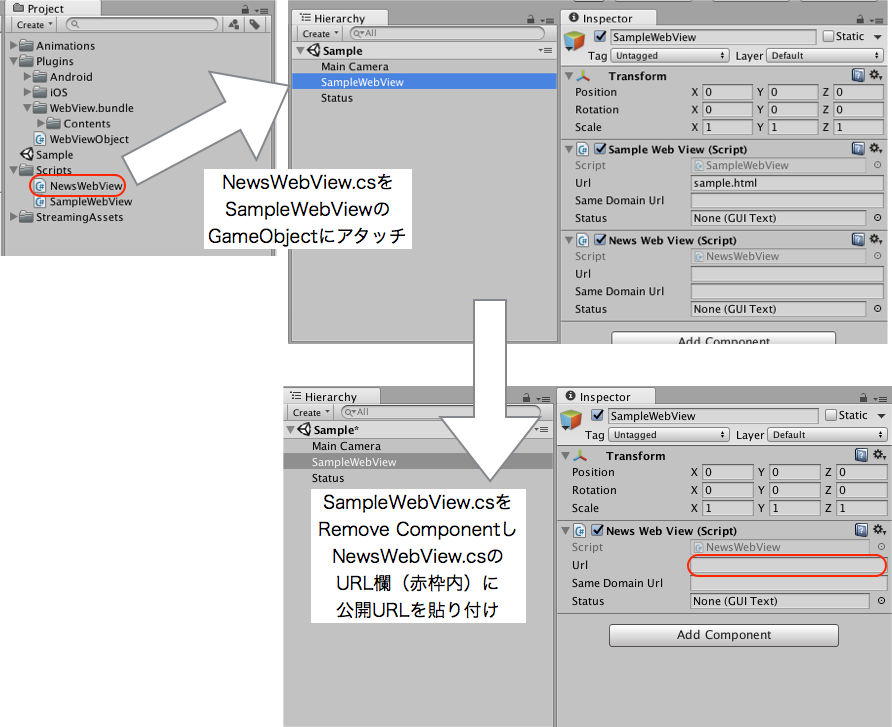 Project
Create
Animations
Plugins
Android
iOS
WebView.bundle
Contents
WebViewObject
Sample
Scripts
NewsWebView
SampleWebView
StreamingAssets
NewsWebView.csを
SampleWebViewの
GameObjectにアタッチ
Hierarchy
Create All
Sample
Main Camera
SampleWebView
Status
Inspector
SampleWebView Static
Tag Untagged Layer Default
Transform
Position X 0 Y 0 Z 0
Rotation X 0 Y 0 Z 0
Scale X 1 Y 1 Z 1
Sample Web View (Script)
Script SampleWebView
Url sample.html
Same Domain Url
Status None (GUI Text)
News Web View (Script)
Script NewsWebView
Url
Same Domain Url
Status None (GUI Text)
Add Component
Hierarchy
Create All
Sample*
Main Camera
SampleWebView
Status
SampleWebView.csを
Remove Componentし
NewsWebView.csの
URL欄（赤枠内）に
公開URLを貼り付け
Inspector
SampleWebView Static
Tag Untagged Layer Default
Transform
Position X 0 Y 0 Z 0
Rotation X 0 Y 0 Z 0
Scale X 1 Y 1 Z 1
News Web View (Script)
Script NewsWebView
Url
Same Domain Url
Status None (GUI Text)
Add Component